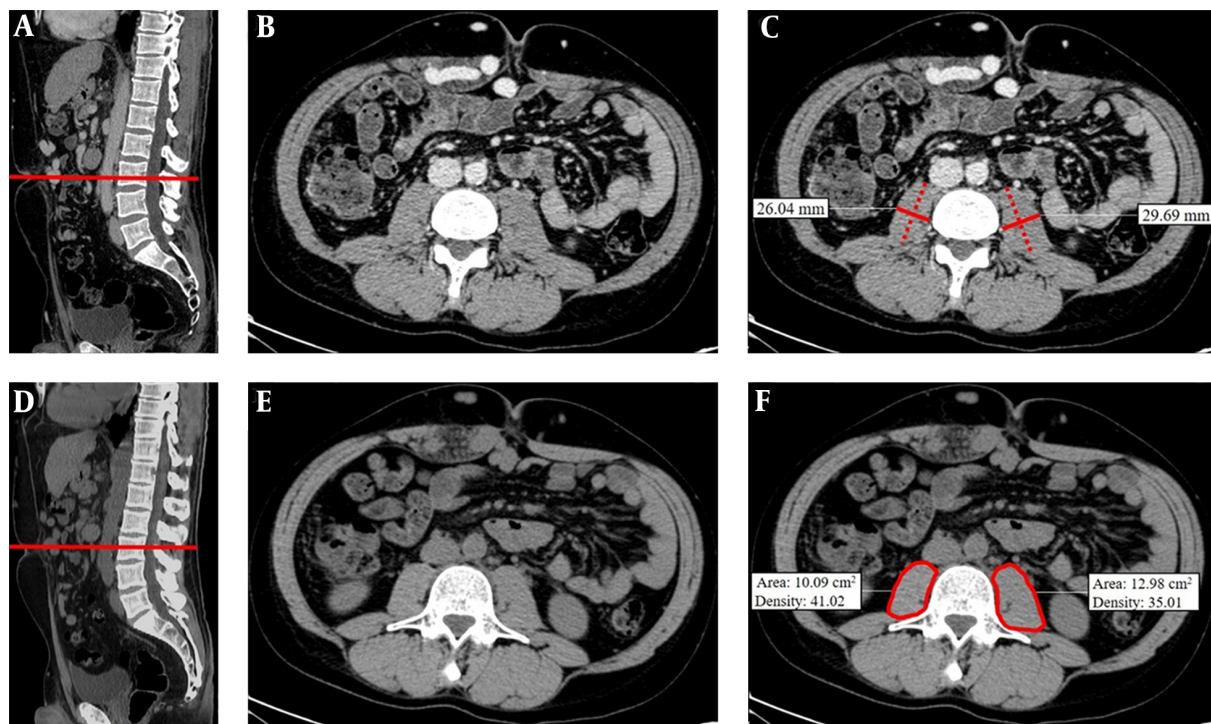 A
B
C
26.04 mm
29.69 mm
D
E
F
Area: 10.09 cm²
Density: 41.02
Area: 12.98 cm²
Density: 35.01